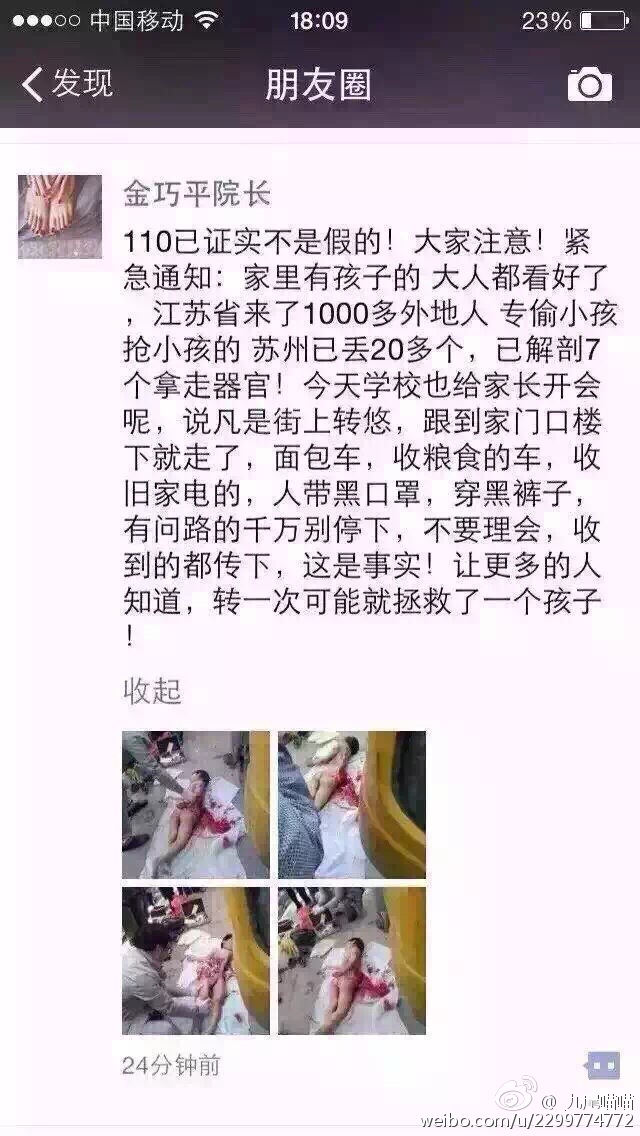 中国移动 18:09 23%
发现 朋友圈
金巧平院长
110已证实不是假的！大家注意！紧
急通知：家里有孩子的 大人都看好了
，江苏省来了1000多外地人 专偷小孩
抢小孩的 苏州已丢20多个，已解剖7
个拿走器官！今天学校也给家长开会
呢，说凡是街上转悠，跟到家门口楼
下就走了，面包车，收粮食的车，收
旧家电的，人带黑口罩，穿黑裤子，
有问路的千万别停下，不要理会，收
到的都传下，这是事实！让更多的人
知道，转一次可能就拯救了一个孩子
！
收起
24分钟前
weibo.com/u/2299774772